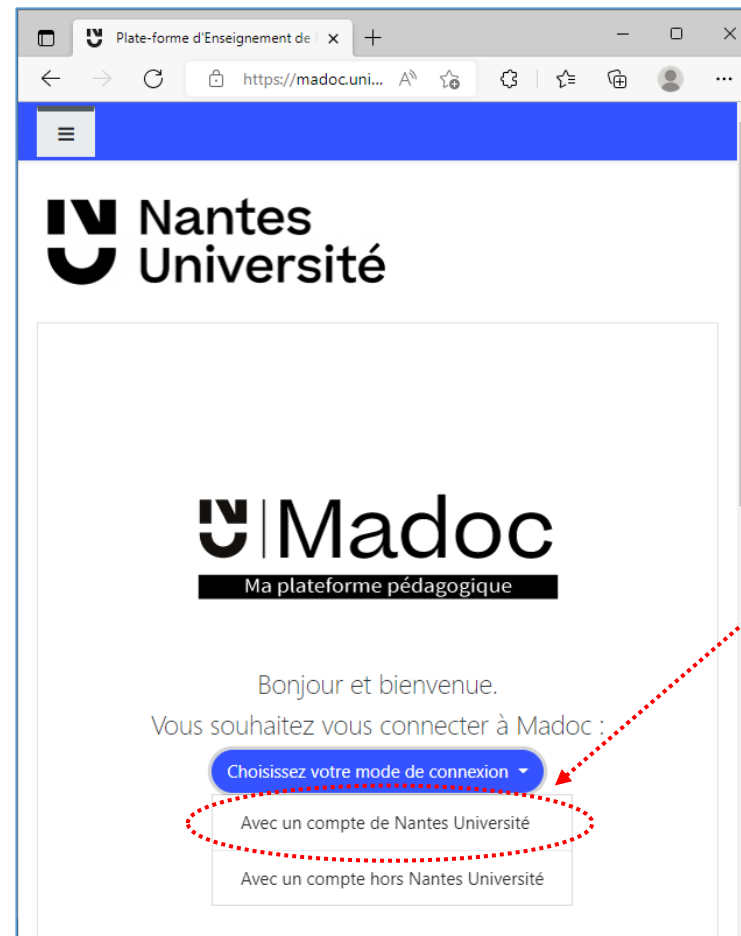 Plate-forme d'Enseignement de
https://madoc.uni...
Nantes
Université
Madoc
Ma plateforme pédagogique
Bonjour et bienvenue.
Vous souhaitez vous connecter à Madoc :
Choisissez votre mode de connexion
Avec un compte de Nantes Université
Avec un compte hors Nantes Université